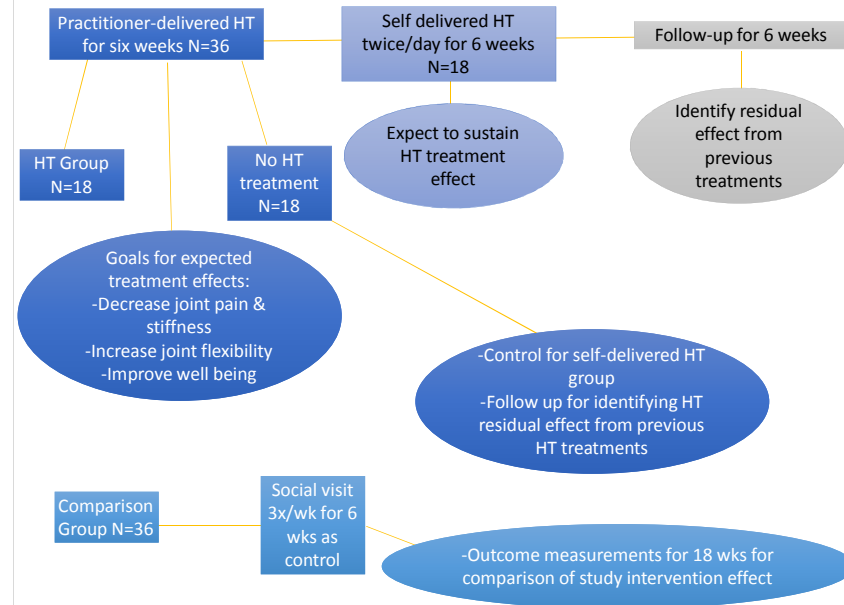 Practitioner-delivered HT
for six weeks N=36
Self delivered HT
twice/day for 6 weeks
N=18
Follow-up for 6 weeks
HT Group
N=18
No HT
treatment
N=18
Expect to sustain
HT treatment
effect
Identify residual
effect from
previous
treatments
Goals for expected
treatment effects:
-Decrease joint pain &
stiffness
-Increase joint flexibility
-Improve well being
-Control for self-delivered HT
group
-Follow up for identifying HT
residual effect from previous
HT treatments
Comparison
Group N=36
Social visit
3x/wk for 6
wks as
control
-Outcome measurements for 18 wks for
comparison of study intervention effect